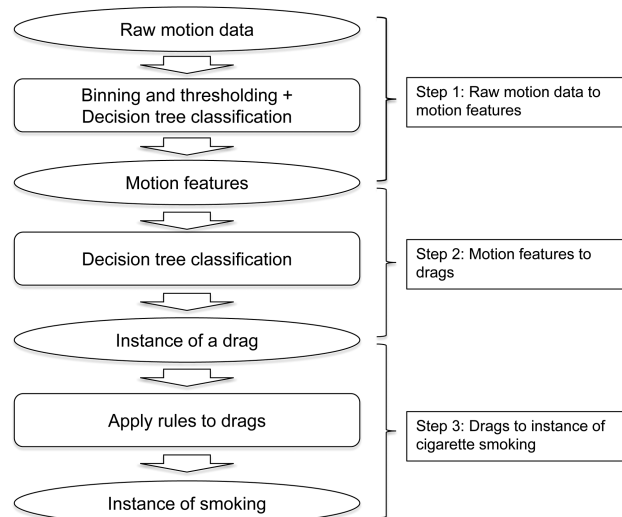 Raw motion data
Binning and thresholding +
Decision tree classification
Step 1: Raw motion data to
motion features
Motion features
Decision tree classification
Step 2: Motion features to
drags
Instance of a drag
Apply rules to drags
Step 3: Drags to instance of
cigarette smoking
Instance of smoking